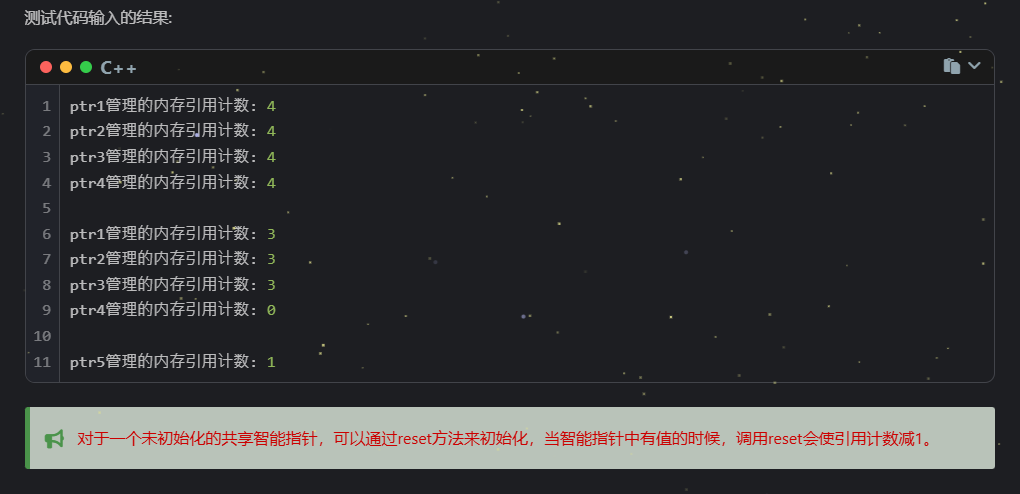 测试代码输入的结果:
C++
1 ptr1管理的内存引用计数: 4
2 ptr2管理的内存引用计数: 4
3 ptr3管理的内存引用计数: 4
4 ptr4管理的内存引用计数: 4
5
6 ptr1管理的内存引用计数: 3
7 ptr2管理的内存引用计数: 3
8 ptr3管理的内存引用计数: 3
9 ptr4管理的内存引用计数: 0
10
11 ptr5管理的内存引用计数: 1
对于一个未初始化的共享智能指针，可以通过reset方法来初始化，当智能指针中有值的时候，调用reset会使引用计数减1。